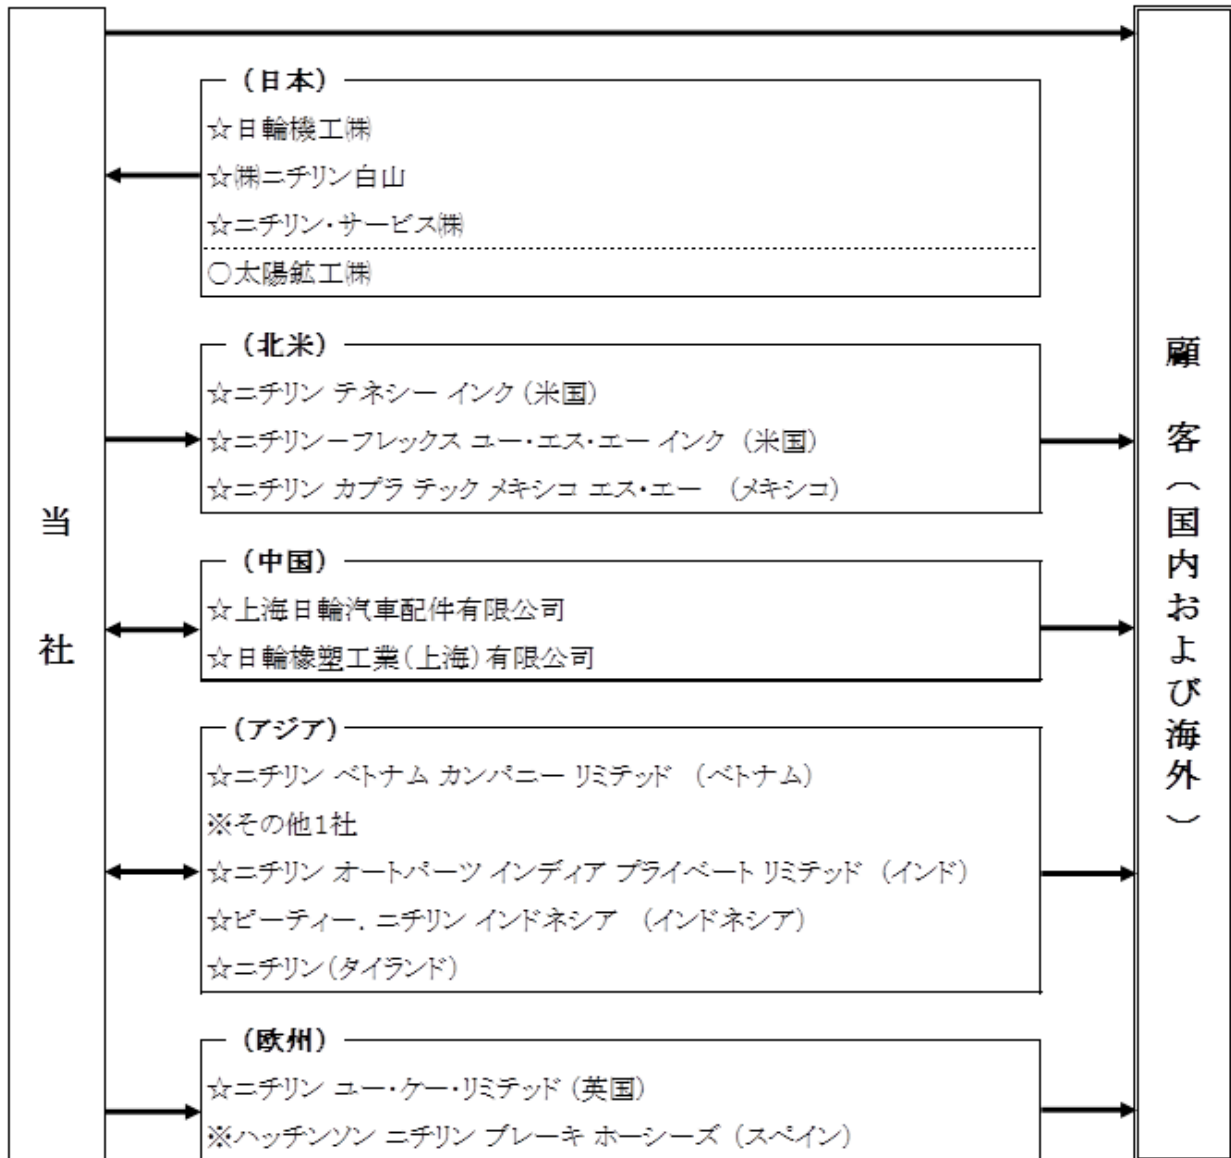 当社
（日本）
☆日輪機工㈱
☆㈱ニチリン白山
☆ニチリン・サービス㈱
○太陽鉱工㈱
（北米）
☆ニチリン テネシー インク（米国）
☆ニチリン－フレックス ユー・エス・エー インク （米国）
☆ニチリン カプラ テック メキシコ エス・エー （メキシコ）
（中国）
☆上海日輪汽車配件有限公司
☆日輪橡塑工業（上海）有限公司
（アジア）
☆ニチリン ベトナム カンパニー リミテッド （ベトナム）
※その他1社
☆ニチリン オートパーツ インディア プライベート リミテッド （インド）
☆ピーティー．ニチリン インドネシア （インドネシア）
☆ニチリン（タイランド）
（欧州）
☆ニチリン ユー・ケー・リミテッド（英国）
※ハッチンソン ニチリン ブレーキ ホーシーズ（スペイン）
顧客（国内および海外）